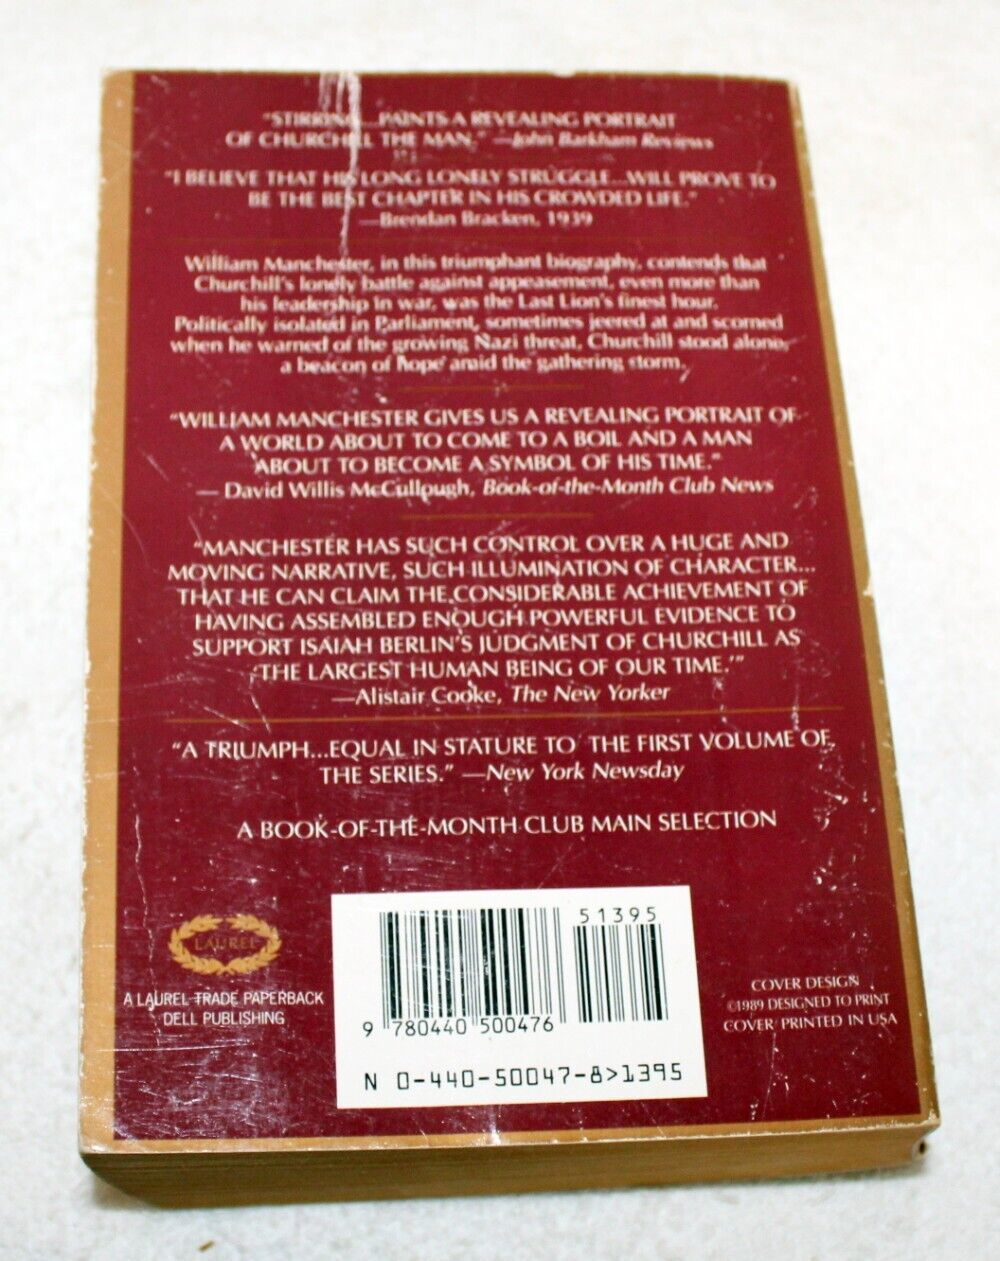 "STIRRING...PAINTS A REVEALING PORTRAIT
OF CHURCHILL THE MAN." —John Barkham Reviews
"I BELIEVE THAT HIS LONG LONELY STRUGGLE...WILL PROVE TO
BE THE BEST CHAPTER IN HIS CROWDED LIFE."
—Brendan Bracken, 1939
William Manchester, in this triumphant biography, contends that
Churchill's lonely battle against appeasement, even more than
his leadership in war, was the Last Lion's finest hour.
Politically isolated in Parliament, sometimes jeered at and scorned
when he warned of the growing Nazi threat, Churchill stood alone,
a beacon of hope amid the gathering storm.
"WILLIAM MANCHESTER GIVES US A REVEALING PORTRAIT OF
A WORLD ABOUT TO COME TO A BOIL AND A MAN
ABOUT TO BECOME A SYMBOL OF HIS TIME."
— David Willis McCullough, Book-of-the-Month Club News
"MANCHESTER HAS SUCH CONTROL OVER A HUGE AND
MOVING NARRATIVE, SUCH ILLUMINATION OF CHARACTER...
THAT HE CAN CLAIM THE CONSIDERABLE ACHIEVEMENT OF
HAVING ASSEMBLED ENOUGH POWERFUL EVIDENCE TO
SUPPORT ISAIAH BERLIN'S JUDGMENT OF CHURCHILL AS
'THE LARGEST HUMAN BEING OF OUR TIME.'"
—Alistair Cooke, The New Yorker
"A TRIUMPH...EQUAL IN STATURE TO THE FIRST VOLUME OF
THE SERIES." —New York Newsday
A BOOK-OF-THE-MONTH CLUB MAIN SELECTION
LAUREL
A LAUREL TRADE PAPERBACK
DELL PUBLISHING
51395
9 780440 500476
N 0-440-50047-8>1395
COVER DESIGN
©1989 DESIGNED TO PRINT
COVER PRINTED IN USA